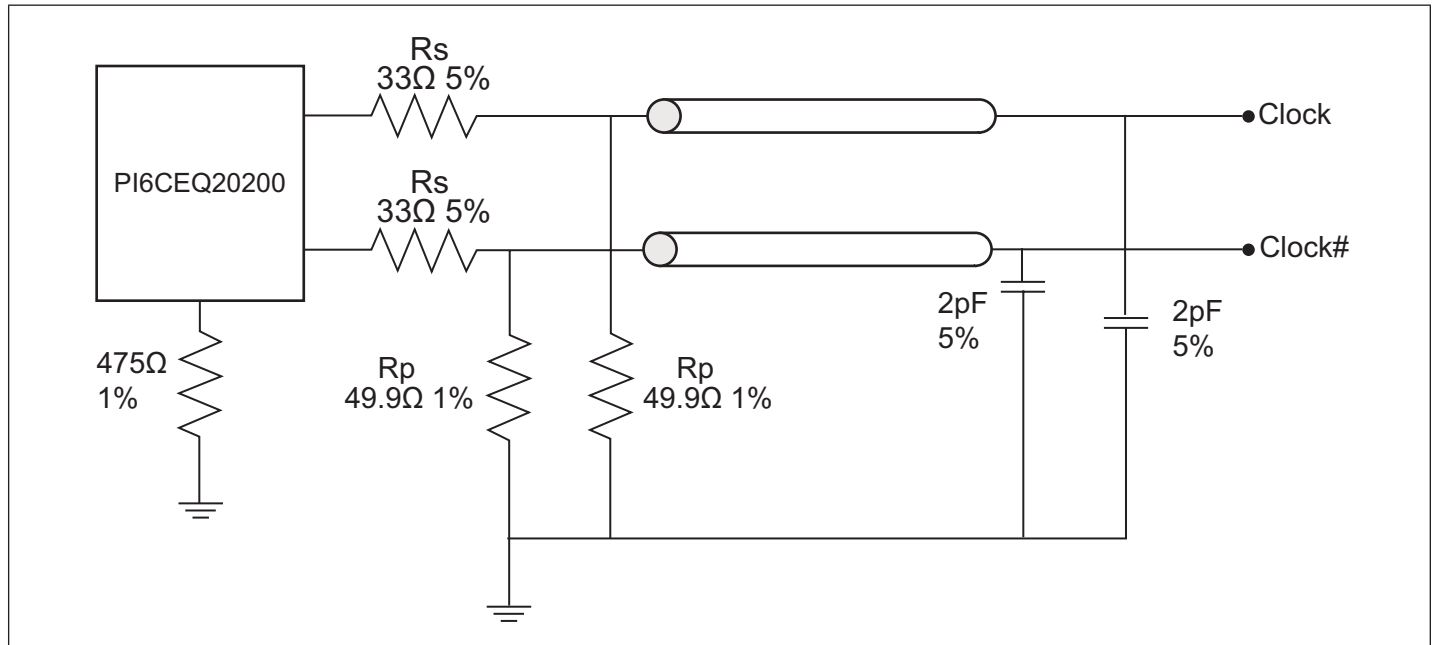 Rs
33Ω 5%
Clock
PI6CEQ20200
Rs
33Ω 5%
Clock#
2pF
5%
2pF
5%
475Ω
1%
Rp
49.9Ω 1%
Rp
49.9Ω 1%